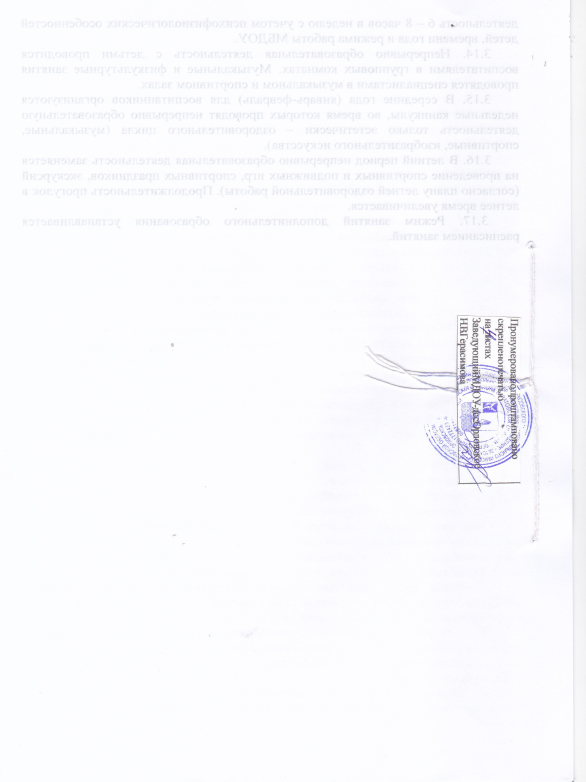 деятельность 6 – 8 часов в неделю с учетом психофизиологических особенностей
детей, времени года и режима работы МБДОУ.
3.14. Непрерывно образовательная деятельность с детьми проводится
воспитателями в групповых комнатах. Музыкальные и физкультурные занятия
проводятся специалистами в музыкальном и спортивном залах.
3.15. В середине года (январь-февраль) для воспитанников организуются
недельные каникулы, во время которых проводят непрерывно образовательную
деятельность только эстетически — оздоровительного цикла (музыкальные,
спортивные, изобразительного искусства).
3.16. В летний период непрерывно образовательная деятельность заменяется
на проведение спортивных и подвижных игр, спортивных праздников, экскурсий
(согласно плану летней оздоровительной работы). Продолжительность прогулок в
летнее время увеличивается.
3.17. Режим занятий дополнительного образования устанавливается
расписанием занятий.
Пронумеровано прошнуровано
скреплено печатью
на листах
Заведующий
Н.В.Герасимова